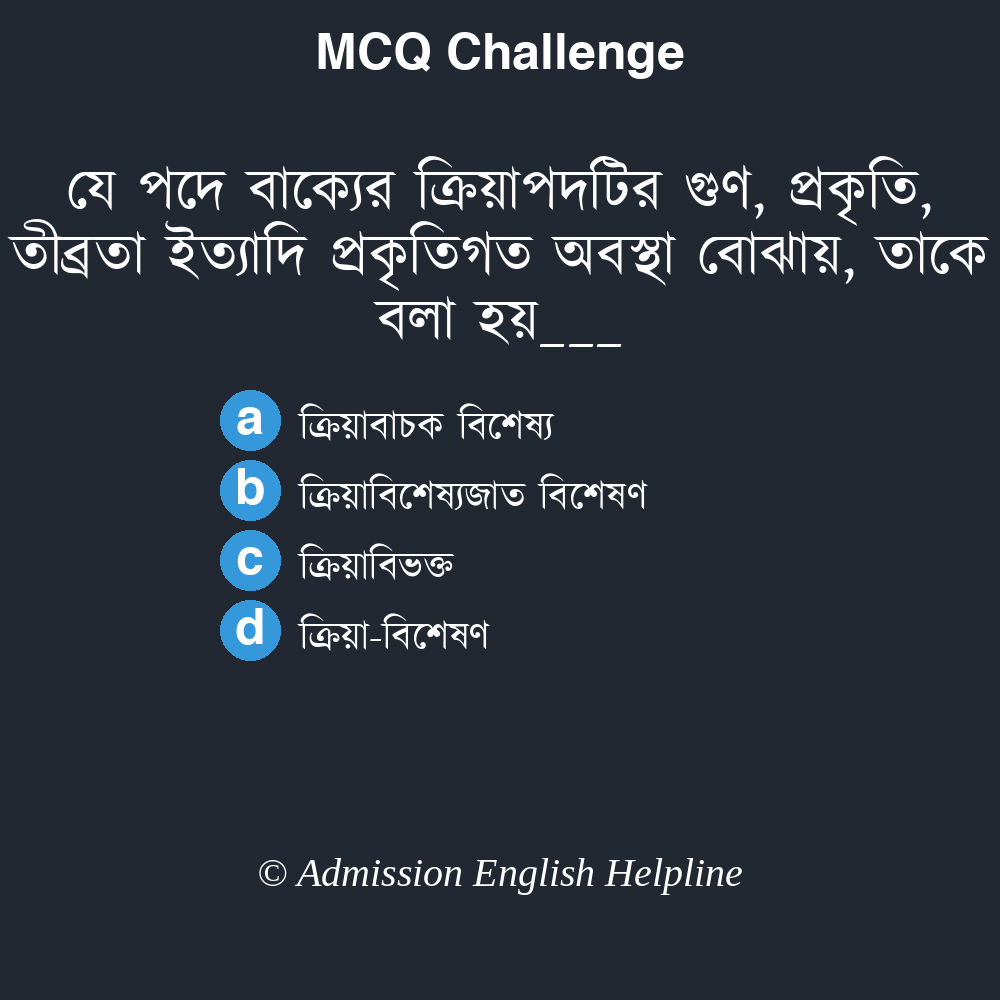 MCQ Challenge
যে পদে বাক্যের ক্রিয়াপদটির গুণ, প্রকৃতি,
তীব্রতা ইত্যাদি প্রকৃতিগত অবস্থা বোঝায়, তাকে
বলা হয়___
a ক্রিয়াবাচক বিশেষ্য
b ক্রিয়াবিশেষ্যজাত বিশেষণ
c ক্রিয়াবিভক্ত
d ক্রিয়া-বিশেষণ
© Admission English Helpline